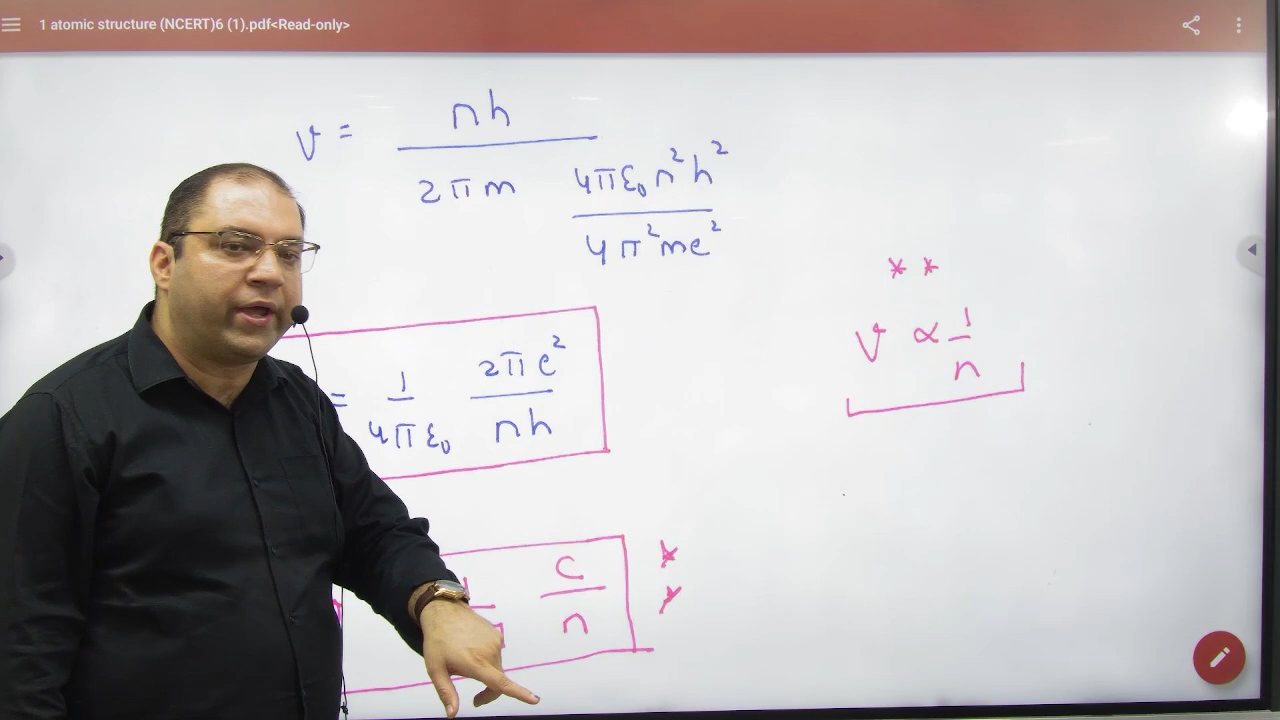 1 atomic structure (NCERT)6 (1).pdf<Read-only>
v = nh / 2πm 4πε₀n²h² / 4π²me²
= 1 / 4πε₀ 2πe² / nh
* *
v ∝ 1 / n
C / n *
*